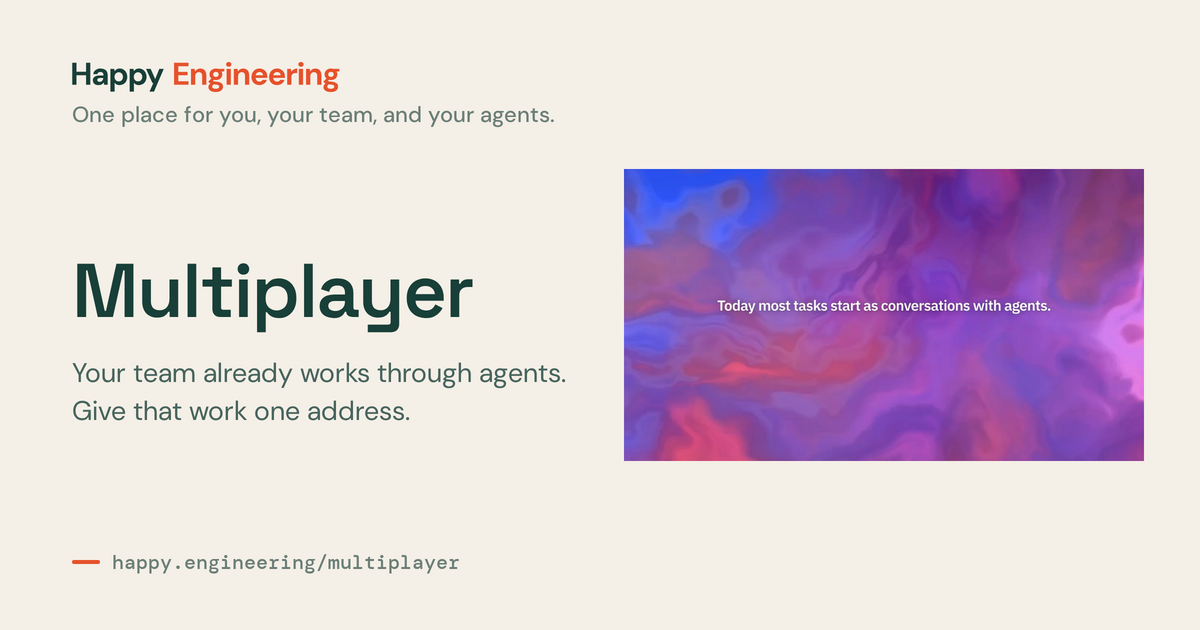 Happy Engineering
One place for you, your team, and your agents.
Multiplayer
Your team already works through agents.
Give that work one address.
Today most tasks start as conversations with agents.
happy.engineering/multiplayer